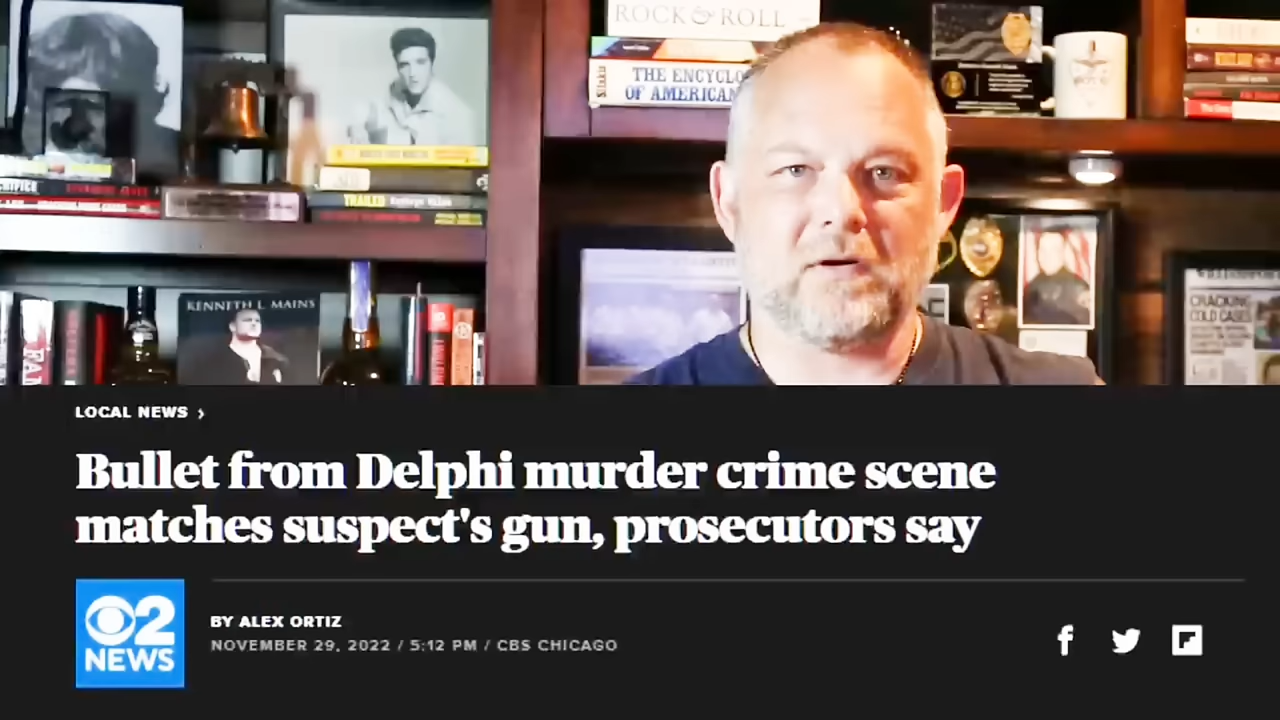 ROCK & ROLL
THE ENCYCLO
OF AMERICAN
TRAILED
KENNETH L. MAINS
CRACKING
COLD CASES
LOCAL NEWS ›
Bullet from Delphi murder crime scene
matches suspect's gun, prosecutors say
2
NEWS
BY ALEX ORTIZ
NOVEMBER 29, 2022 / 5:12 PM / CBS CHICAGO